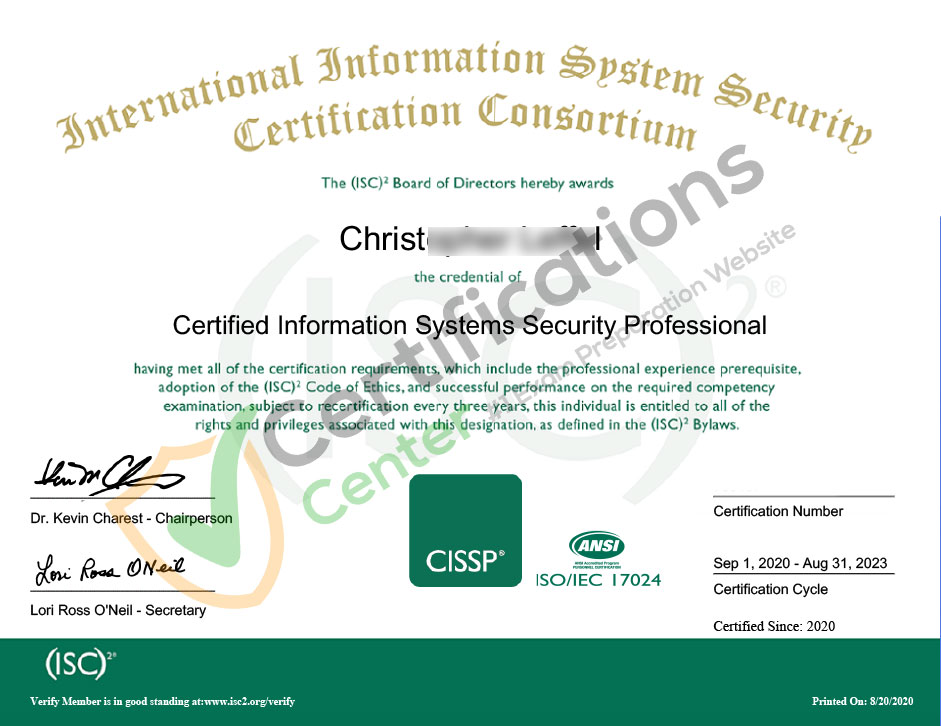 International Information System Security
Certification Consortium
The (ISC)² Board of Directors hereby awards
Christ
the credential of
Certified Information Systems Security Professional
having met all of the certification requirements, which include the professional experience prerequisite,
adoption of the (ISC)² Code of Ethics, and successful performance on the required competency
examination, subject to recertification every three years, this individual is entitled to all of the
rights and privileges associated with this designation, as defined in the (ISC)² Bylaws.
(ISC)²®
Certifications
Center
#1 Exam Preparation Website
Dr. Kevin Charest - Chairperson
Lori Ross O'Neil
Lori Ross O'Neil - Secretary
CISSP®
ANSI
ANSI Accredited Program
PERSONNEL CERTIFICATION
ISO/IEC 17024
Certification Number
Sep 1, 2020 - Aug 31, 2023
Certification Cycle
Certified Since: 2020
(ISC)²®
Verify Member is in good standing at:www.isc2.org/verify
Printed On: 8/20/2020